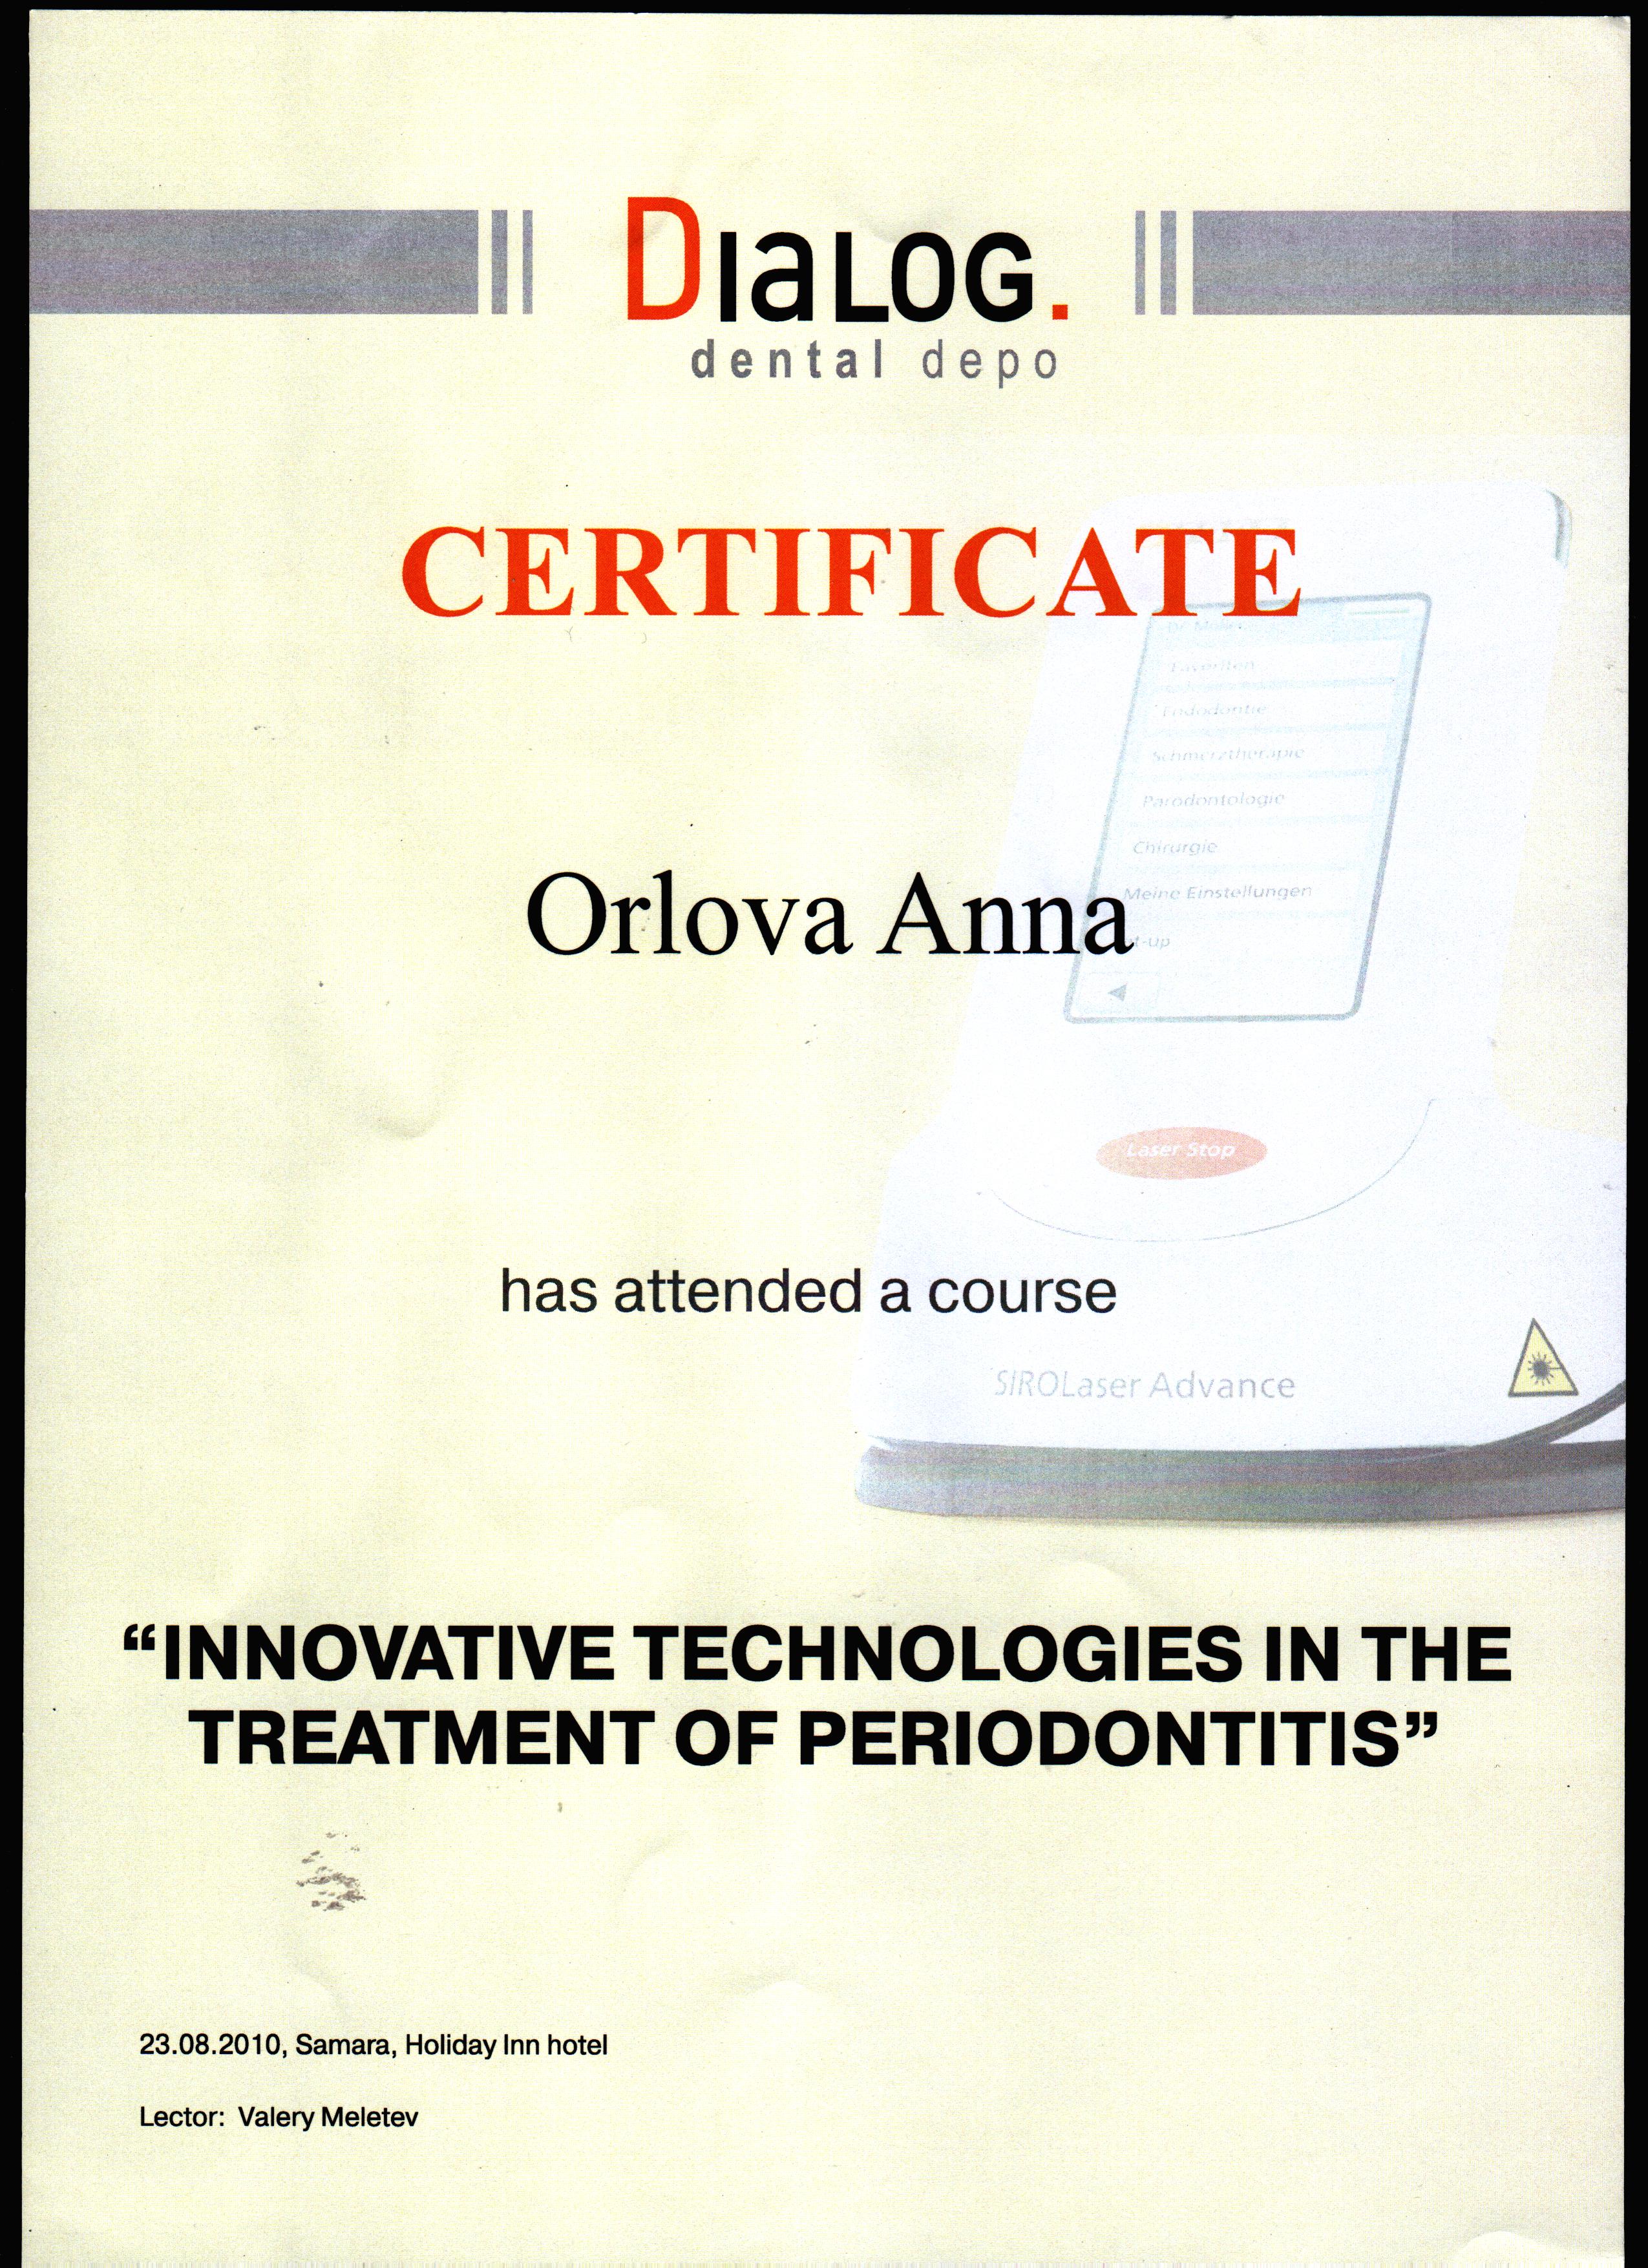 DIaLOG.
dental depo
CERTIFICATE
Dr. Müller
Favoriten
Endodontie
Schmerztherapie
Parodontologie
Chirurgie
Orlova Anna
Meine Einstellungen
t-up
Laser Stop
has attended a course
SIROLaser Advance
“INNOVATIVE TECHNOLOGIES IN THE
TREATMENT OF PERIODONTITIS”
23.08.2010, Samara, Holiday Inn hotel
Lector: Valery Meletev